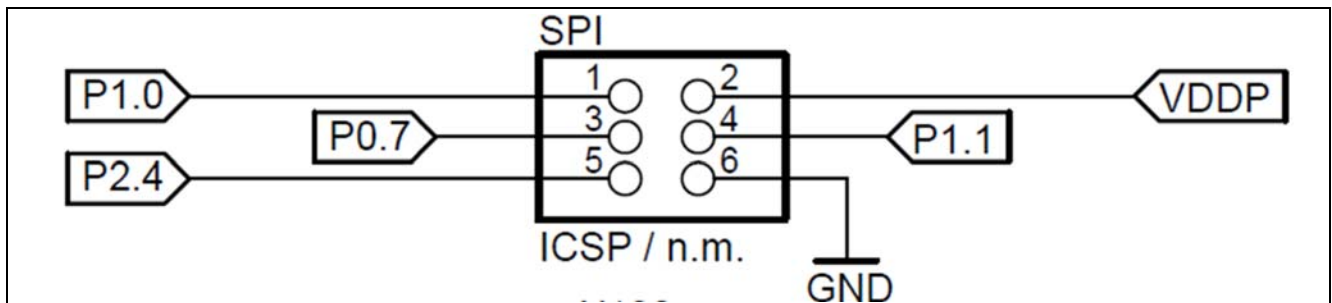 SPI
P1.0 1 2 VDDP
P0.7 3 4 P1.1
P2.4 5 6
ICSP / n.m.
GND